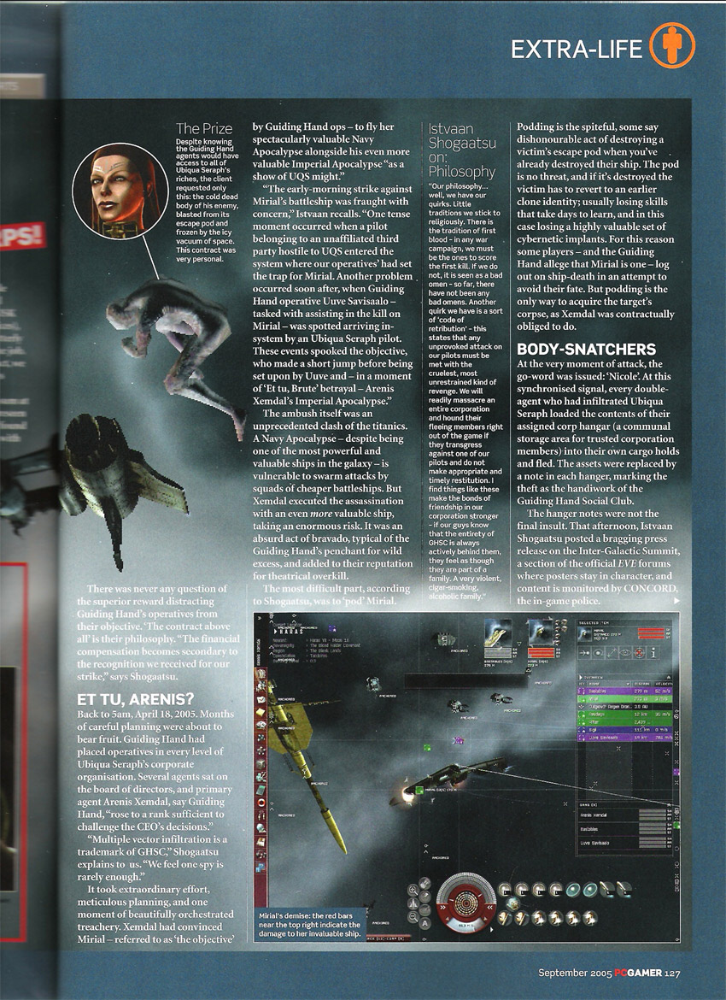 EXTRA-LIFE
The Prize
Despite knowing
the Guiding Hand
agents would have
access to all of
Ubiqua Seraph's
riches, the client
requested only
this: the cold dead
body of his enemy,
blasted from its
escape pod and
frozen by the icy
vacuum of space.
This contract was
very personal.
There was never any question of
the superior reward distracting
Guiding Hand's operatives from
their objective. 'The contract above
all' is their philosophy. "The financial
compensation becomes secondary to
the recognition we received for our
strike," says Shogaatsu.
ET TU, ARENIS?
Back to 5am, April 18, 2005. Months
of careful planning were about to
bear fruit. Guiding Hand had
placed operatives in every level of
Ubiqua Seraph's corporate
organisation. Several agents sat on
the board of directors, and primary
agent Arenis Xemdal, say Guiding
Hand, "rose to a rank sufficient to
challenge the CEO's decisions."
"Multiple vector infiltration is a
trademark of GHSC," Shogaatsu
explains to us. "We feel one spy is
rarely enough."
It took extraordinary effort,
meticulous planning, and one
moment of beautifully orchestrated
treachery. Xemdal had convinced
Mirial – referred to as 'the objective'
by Guiding Hand ops – to fly her
spectacularly valuable Navy
Apocalypse alongside his even more
valuable Imperial Apocalypse "as a
show of UQS might."
"The early-morning strike against
Mirial's battleship was fraught with
concern," Istvaan recalls. "One tense
moment occurred when a pilot
belonging to an unaffiliated third
party hostile to UQS entered the
system where our operatives' had set
the trap for Mirial. Another problem
occurred soon after, when Guiding
Hand operative Uuve Savisaalo –
tasked with assisting in the kill on
Mirial – was spotted arriving in-
system by an Ubiqua Seraph pilot.
These events spooked the objective,
who made a short jump before being
set upon by Uuve and – in a moment
of 'Et tu, Brute' betrayal – Arenis
Xemdal's Imperial Apocalypse."
The ambush itself was an
unprecedented clash of the titanics.
A Navy Apocalypse – despite being
one of the most powerful and
valuable ships in the galaxy – is
vulnerable to swarm attacks by
squads of cheaper battleships. But
Xemdal executed the assassination
with an even more valuable ship,
taking an enormous risk. It was an
absurd act of bravado, typical of the
Guiding Hand's penchant for wild
excess, and added to their reputation
for theatrical overkill.
The most difficult part, according
to Shogaatsu, was to 'pod' Mirial.
Istvaan
Shogaatsu
on:
Philosophy
"Our philosophy...
well, we have our
quirks. Little
traditions we stick to
religiously. There is
the tradition of first
blood – in any war
campaign, we must
be the ones to score
the first kill. If we do
not, it is seen as a bad
omen – so far, there
have not been any
bad omens. Another
quirk we have is a sort
of 'code of
retribution' – this
states that any
unprovoked attack on
our pilots must be
met with the
cruelest, most
unrestrained kind of
revenge. We will
readily massacre an
entire corporation
and hound their
fleeing members right
out of the game if
they transgress
against one of our
pilots and do not
make appropriate and
timely restitution. I
find things like these
make the bonds of
friendship in our
corporation stronger
– if our guys know
that the entirety of
GHSC is always
actively behind them,
they feel as though
they are part of a
family. A very violent,
cigar-smoking,
alcoholic family."
Podding is the spiteful, some say
dishonourable act of destroying a
victim's escape pod when you've
already destroyed their ship. The pod
is no threat, and if it's destroyed the
victim has to revert to an earlier
clone identity; usually losing skills
that take days to learn, and in this
case losing a highly valuable set of
cybernetic implants. For this reason
some players – and the Guiding
Hand allege that Mirial is one – log
out on ship-death in an attempt to
avoid their fate. But podding is the
only way to acquire the target's
corpse, as Xemdal was contractually
obliged to do.
BODY-SNATCHERS
At the very moment of attack, the
go-word was issued: 'Nicole'. At this
synchronised signal, every double-
agent who had infiltrated Ubiqua
Seraph loaded the contents of their
assigned corp hangar (a communal
storage area for trusted corporation
members) into their own cargo holds
and fled. The assets were replaced by
a note in each hanger, marking the
theft as the handiwork of the
Guiding Hand Social Club.
The hanger notes were not the
final insult. That afternoon, Istvaan
Shogaatsu posted a bragging press
release on the Inter-Galactic Summit,
a section of the official EVE forums
where posters stay in character, and
content is monitored by CONCORD,
the in-game police.
SELECTED ITEM
ANCHORED
ANCHORED
ANCHORED
ANCHORED
ANCHORED
ANCHORED
ANCHORED
ANCHORED
Arenis Xemdal
Uuve Savisaalo
Mirial's demise: the red bars
near the top right indicate the
damage to her invaluable ship.
September 2005 PCGAMER 127